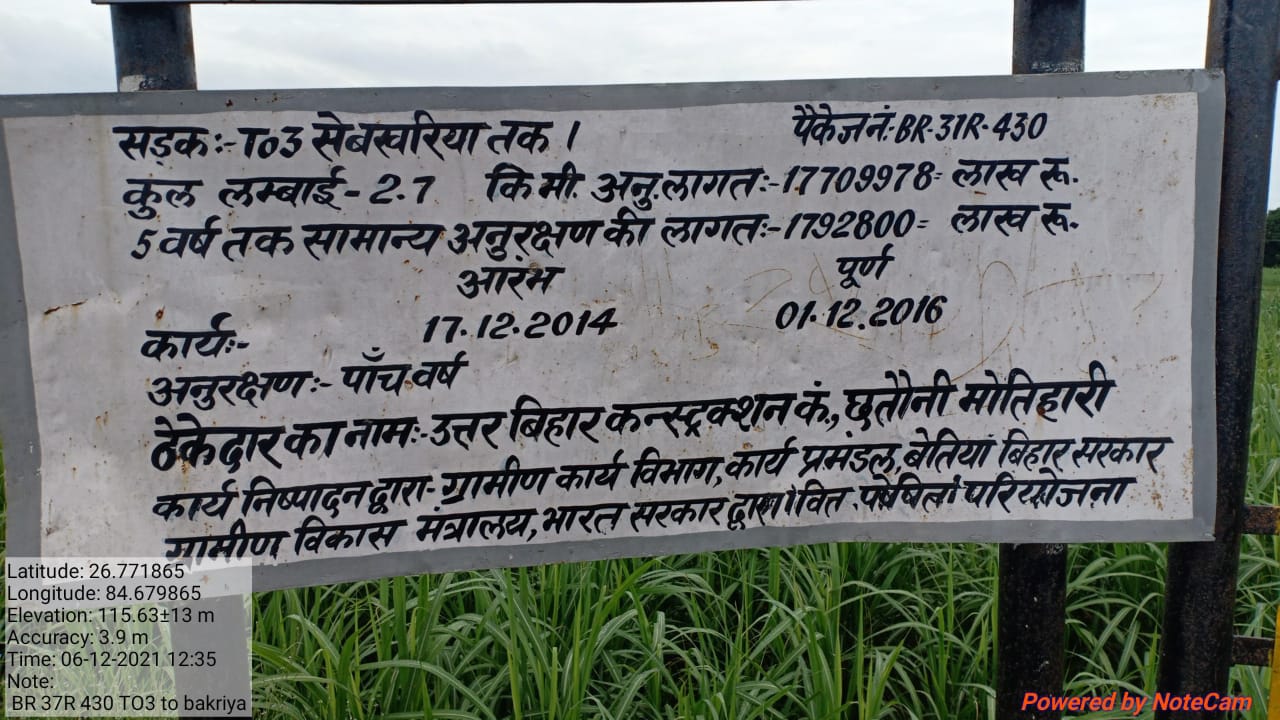 सड़क:- T03 सेबखरिया तक । पैकेज नं:- BR-31R-430
कुल लम्बाई - 2.7 कि मी. अनु. लागत:- 17709978= लाख रू.
5 वर्ष तक सामान्य अनुरक्षण की लागत:- 1792800= लाख रू.
आरंभ पूर्ण
कार्य:- 17.12.2014 01.12.2016
अनुरक्षण:- पाँच वर्ष
ठेकेदार का नाम:- उत्तर बिहार कन्स्ट्रक्शन कं., छतौनी मोतिहारी
कार्य निष्पादन द्वारा- ग्रामीण कार्य विभाग, कार्य प्रमंडल, बेतिया बिहार सरकार
ग्रामीण विकास मंत्रालय, भारत सरकार द्वारा वित परियोजना
Latitude: 26.771865
Longitude: 84.679865
Elevation: 115.63±13 m
Accuracy: 3.9 m
Time: 06-12-2021 12:35
Note:
BR 37R 430 TO3 to bakriya
Powered by NoteCam